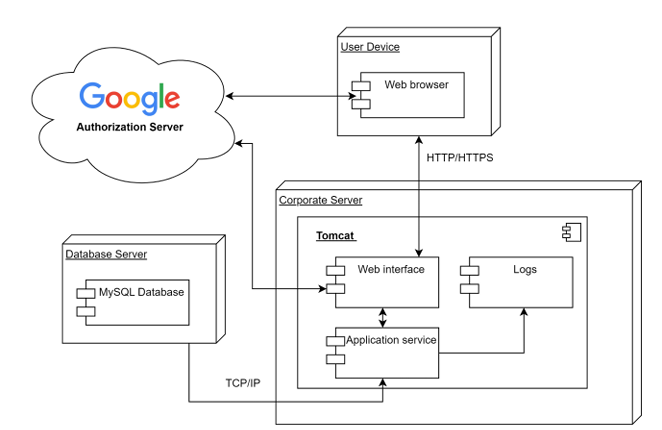 User Device
Web browser
Google
Authorization Server
HTTP/HTTPS
Corporate Server
Tomcat
Database Server
MySQL Database
Web interface
Logs
Application service
TCP/IP